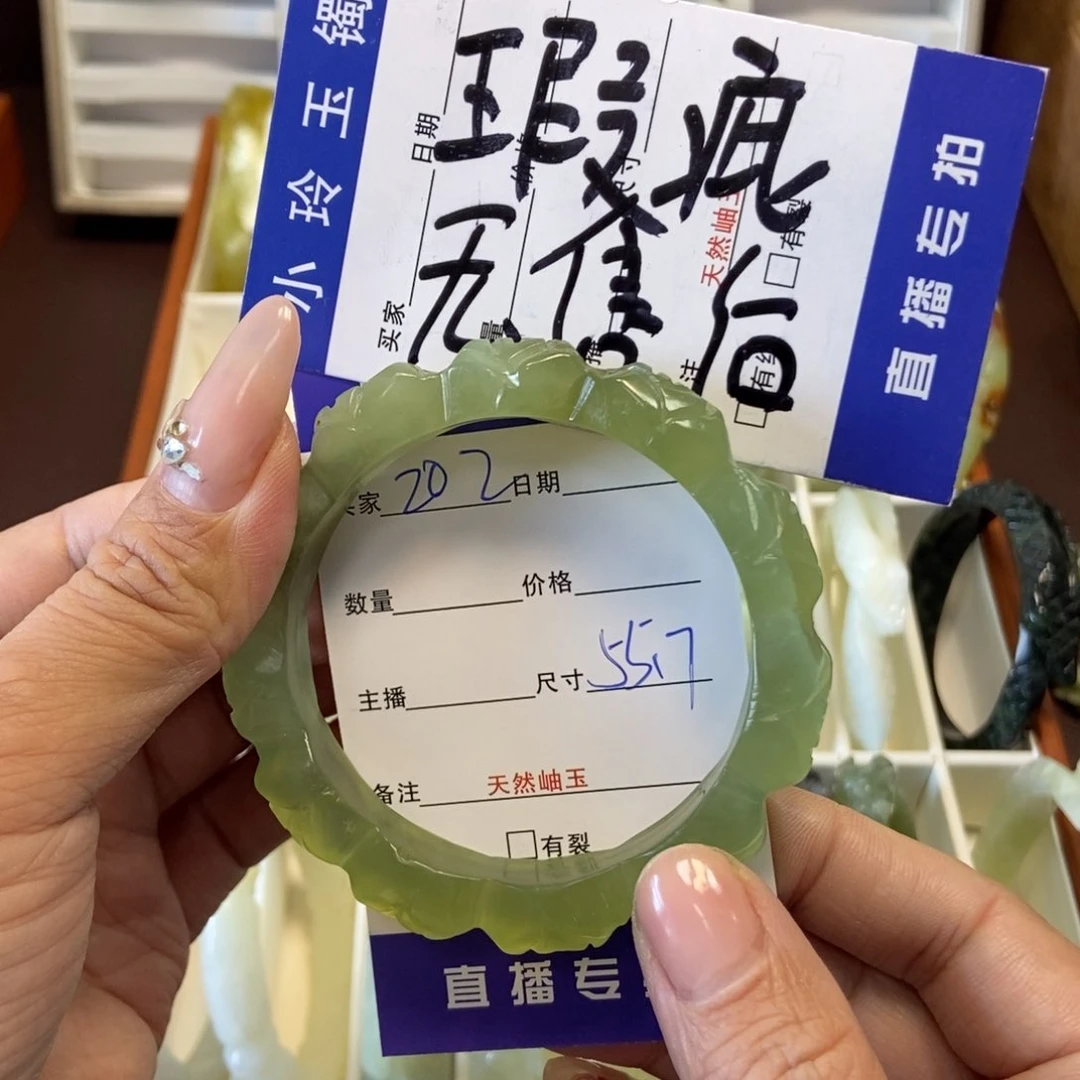 小玲玉镯
瑕疵
无售后
买家
日期
注
天然岫玉
有裂
直播专拍
买家 202 日期
数量 价格
主播 尺寸 55.7
备注 天然岫玉
有裂
直播专